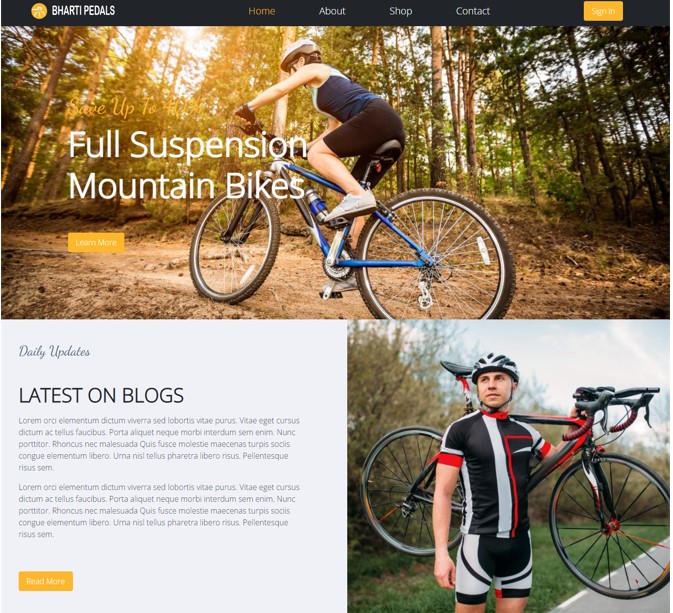 BHARTI PEDALS
Home About Shop Contact
Sign In
Save Up To
Full Suspension
Mountain Bikes
Learn More
Daily Updates
LATEST ON BLOGS
Lorem orci elementum dictum viverra sed lobortis vitae purus. Vitae eget cursus
dictum ac tellus faucibus. Porta aliquet neque morbi interdum sem enim. Nunc
porttitor. Rhoncus nec malesuada Quis fusce molestie maecenas turpis sociis
congue elementum libero. Urna nisl tellus pharetra libero risus. Pellentesque
risus sem.
Lorem orci elementum dictum viverra sed lobortis vitae purus. Vitae eget cursus
dictum ac tellus faucibus. Porta aliquet neque morbi interdum sem enim. Nunc
porttitor. Rhoncus nec malesuada Quis fusce molestie maecenas turpis sociis
congue elementum libero. Urna nisl tellus pharetra libero risus. Pellentesque
risus sem.
Read More